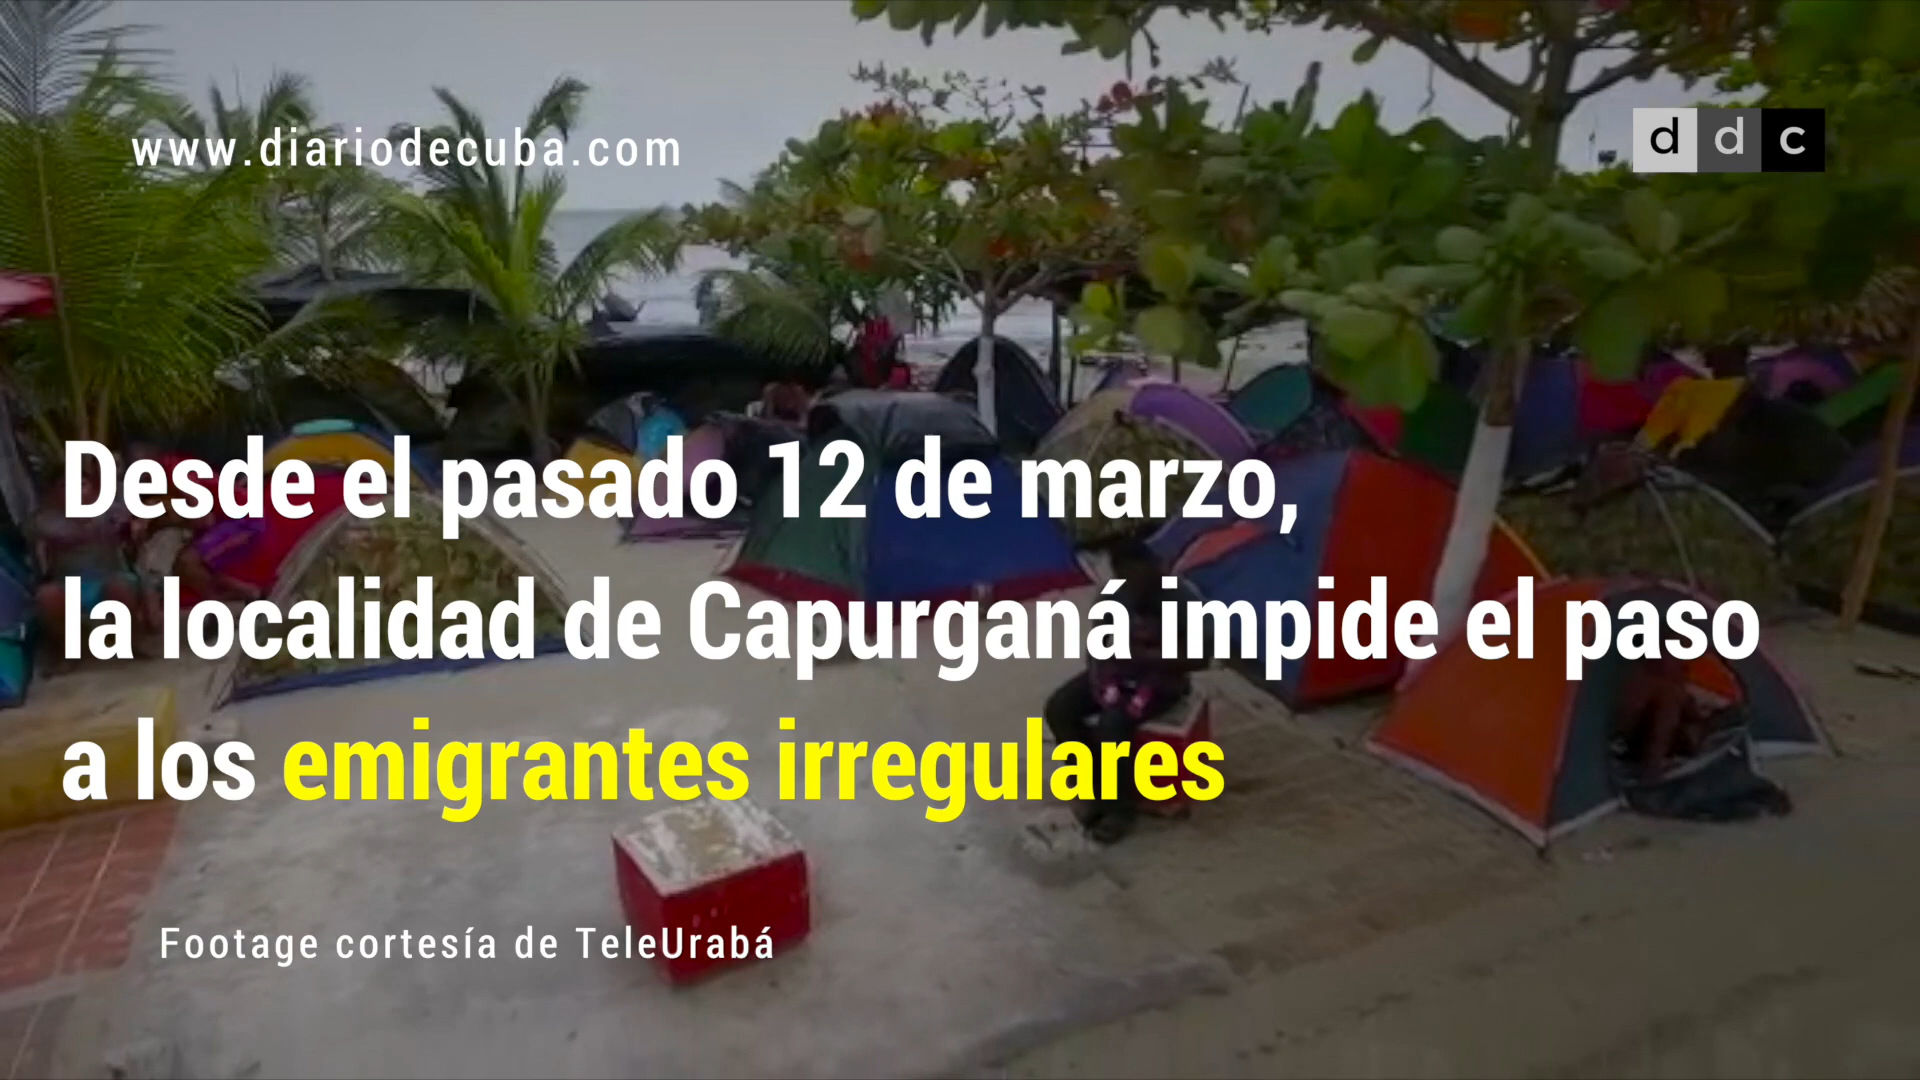 www.diariodecuba.com
ddc
Desde el pasado 12 de marzo,
la localidad de Capurganá impide el paso
a los emigrantes irregulares
Footage cortesía de TeleUrabá